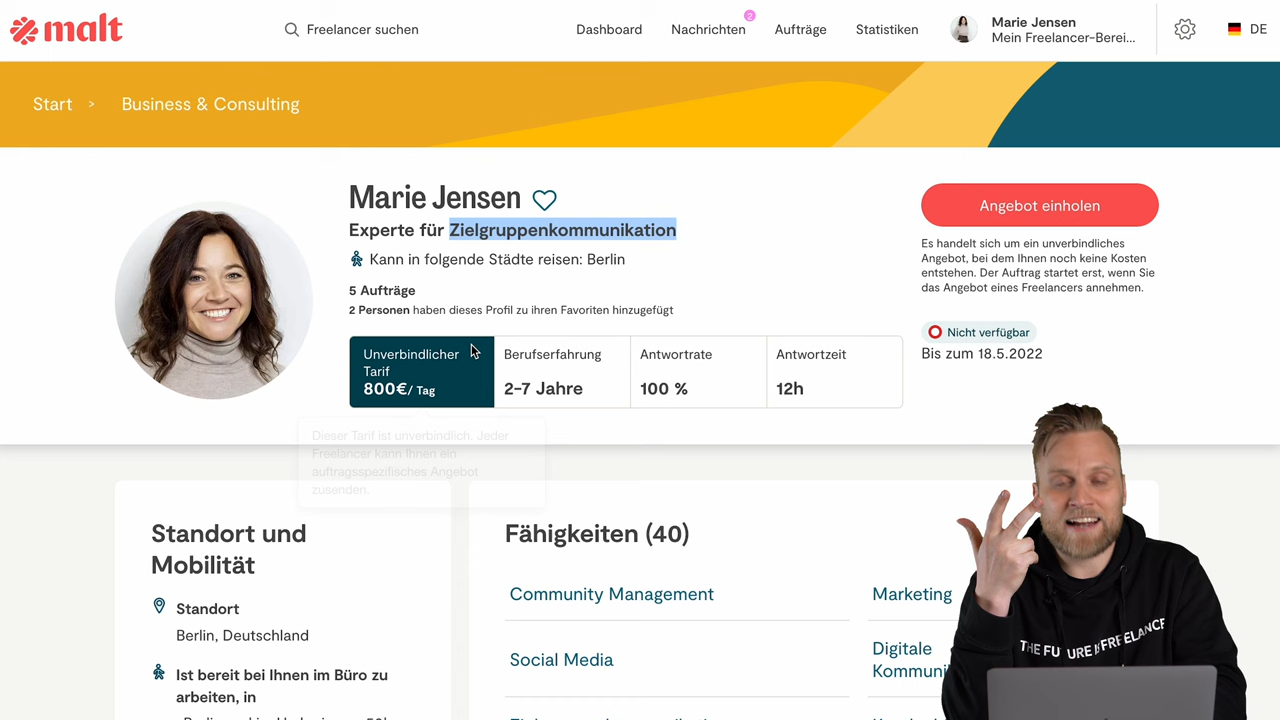 malt
Freelancer suchen
Dashboard
Nachrichten
2
Aufträge
Statistiken
Marie Jensen
Mein Freelancer-Berei...
DE
Start > Business & Consulting
Marie Jensen
Experte für Zielgruppenkommunikation
Kann in folgende Städte reisen: Berlin
5 Aufträge
2 Personen haben dieses Profil zu ihren Favoriten hinzugefügt
Unverbindlicher
Tarif
800€/ Tag
Berufserfahrung
2-7 Jahre
Antwortrate
100 %
Antwortzeit
12h
Angebot einholen
Es handelt sich um ein unverbindliches
Angebot, bei dem Ihnen noch keine Kosten
entstehen. Der Auftrag startet erst, wenn Sie
das Angebot eines Freelancers annehmen.
Nicht verfügbar
Bis zum 18.5.2022
Dieser Tarif ist unverbindlich. Jeder
Freelancer kann Ihnen ein
auftragsspezifisches Angebot
zusenden.
Standort und
Mobilität
Standort
Berlin, Deutschland
Ist bereit bei Ihnen im Büro zu
arbeiten, in
Fähigkeiten (40)
Community Management
Marketing
Social Media
Digitale
Kommuni
THE FUTURE IS FREELANCE